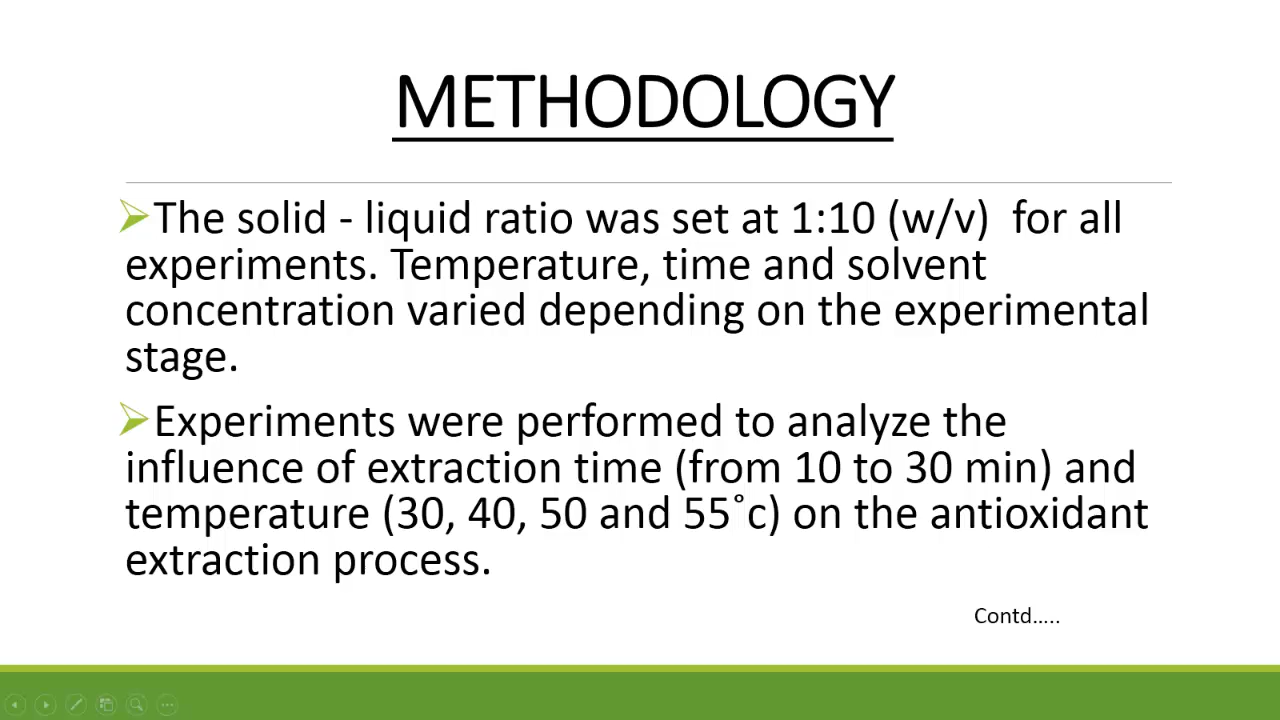 METHODOLOGY
➢The solid - liquid ratio was set at 1:10 (w/v)  for all
experiments. Temperature, time and solvent
concentration varied depending on the experimental
stage.
➢Experiments were performed to analyze the
influence of extraction time (from 10 to 30 min) and
temperature (30, 40, 50 and 55˚c) on the antioxidant
extraction process.
Contd…..